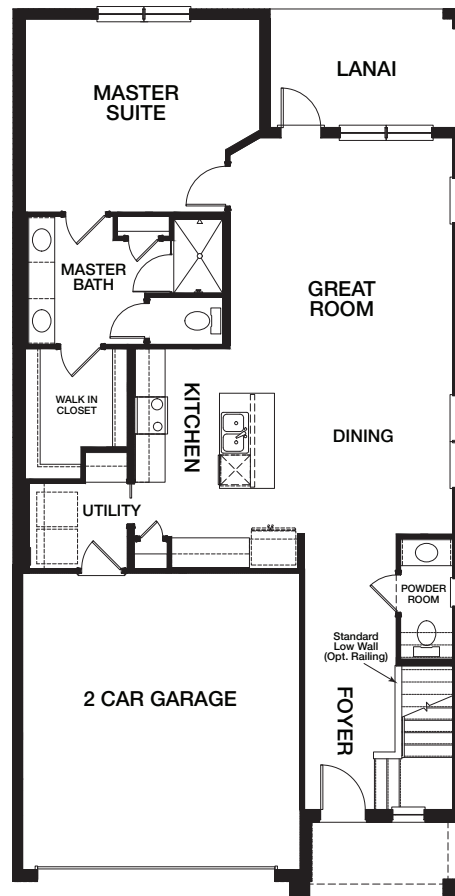 LANAI
MASTER
SUITE
MASTER
BATH
GREAT
ROOM
WALK IN
CLOSET
KITCHEN
DINING
UTILITY
POWDER
ROOM
Standard
Low Wall
(Opt. Railing)
2 CAR GARAGE
FOYER